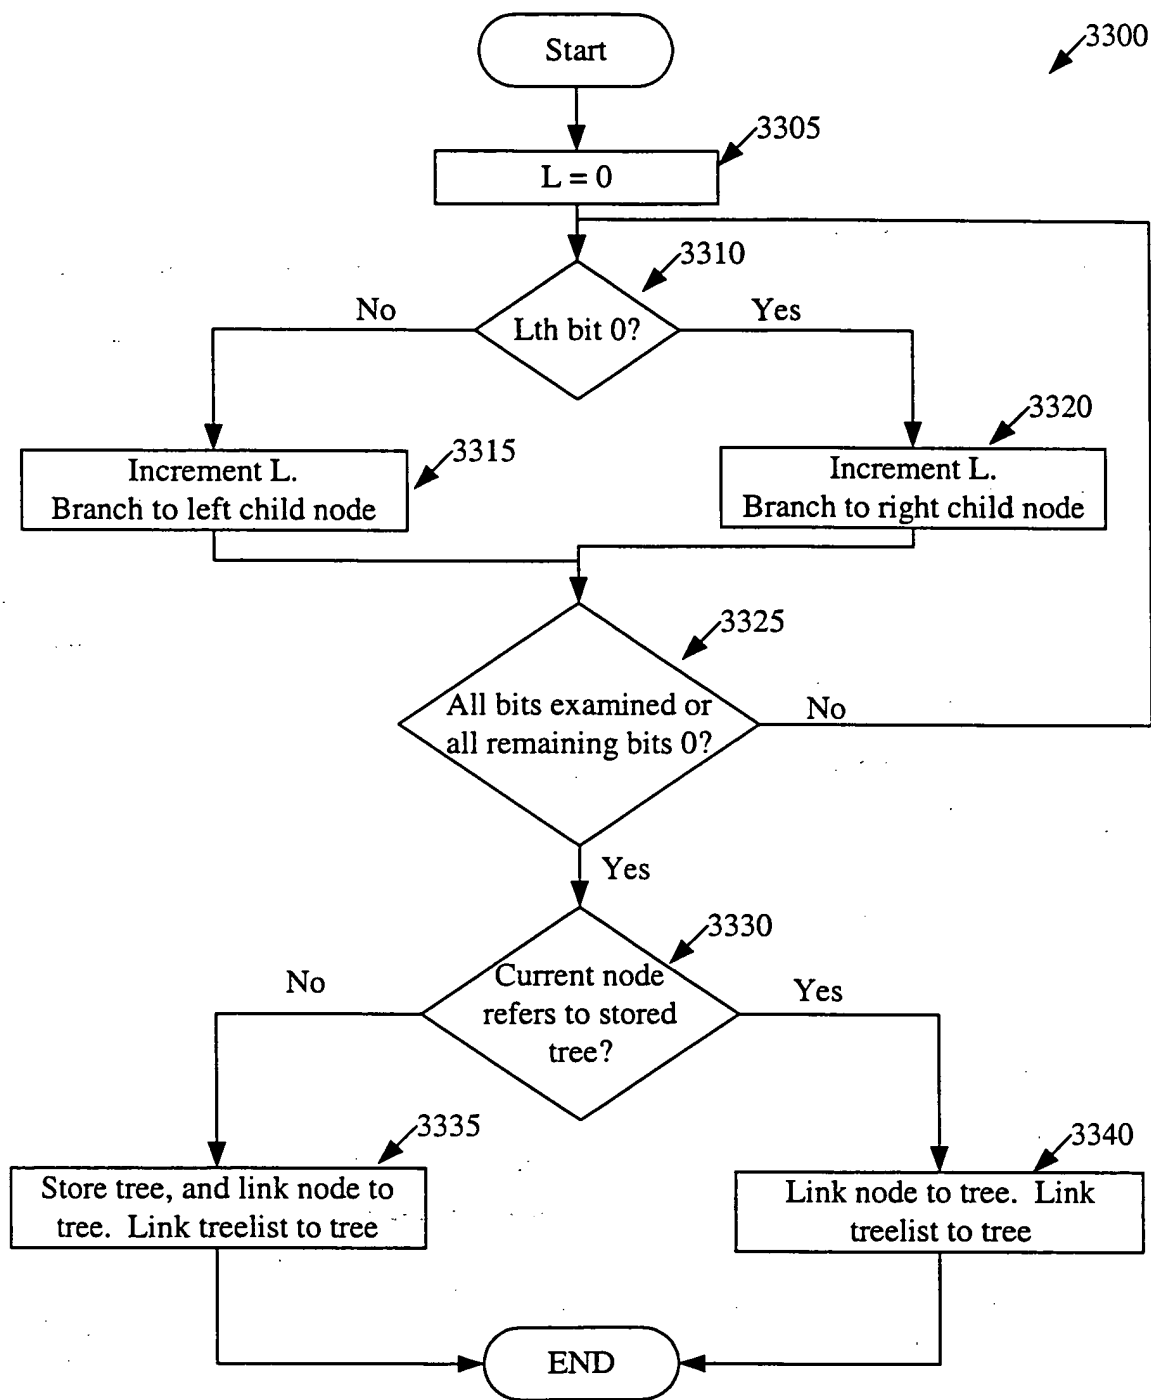 Start
3300
3305
L = 0
3310
No
Yes
Lth bit 0?
3315
3320
Increment L.
Branch to left child node
Increment L.
Branch to right child node
3325
All bits examined or
all remaining bits 0?
No
Yes
3330
No
Current node
refers to stored
tree?
Yes
3335
3340
Store tree, and link node to
tree. Link treelist to tree
Link node to tree. Link
treelist to tree
END